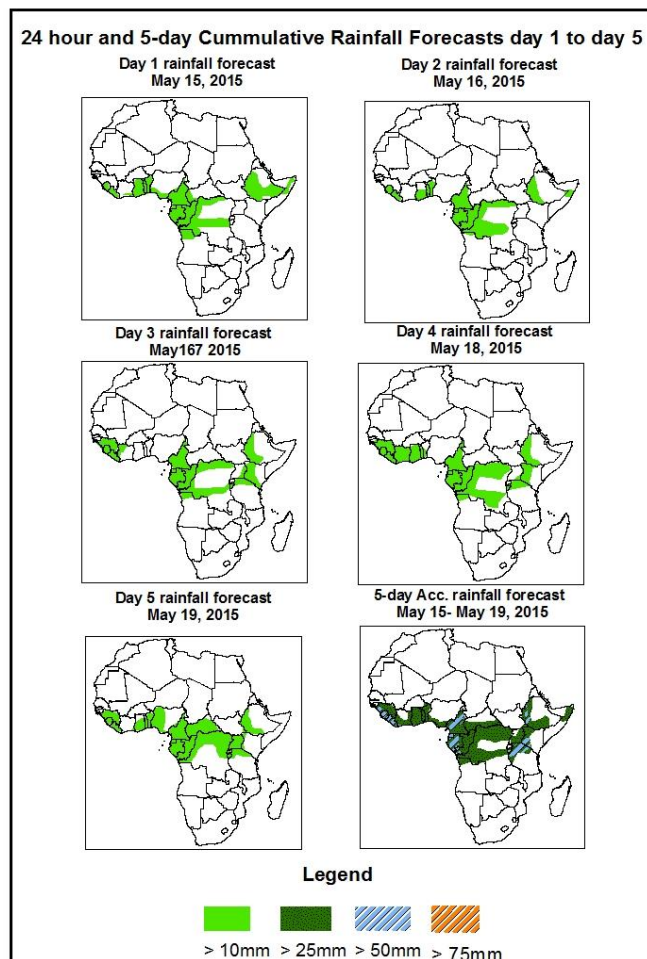 24 hour and 5-day Cummulative Rainfall Forecasts day 1 to day 5
Day 1 rainfall forecast
May 15, 2015
Day 2 rainfall forecast
May 16, 2015
Day 3 rainfall forecast
May167 2015
Day 4 rainfall forecast
May 18, 2015
Day 5 rainfall forecast
May 19, 2015
5-day Acc. rainfall forecast
May 15- May 19, 2015
Legend
> 10mm > 25mm > 50mm > 75mm